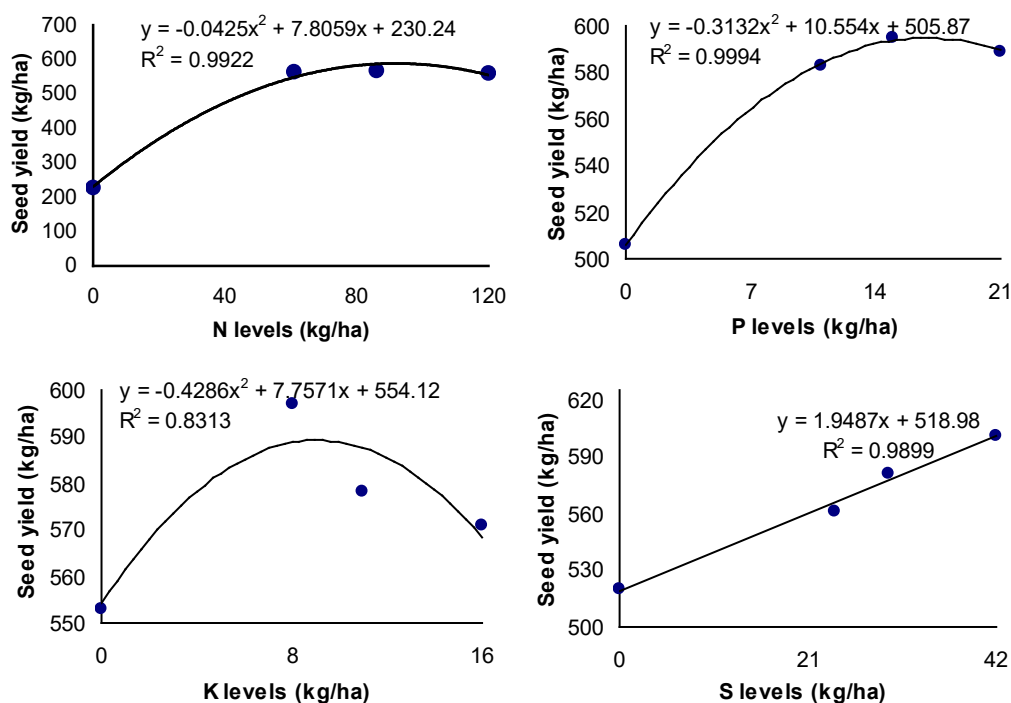 y = -0.0425x² + 7.8059x + 230.24
R² = 0.9922
Seed yield (kg/ha)
700
600
500
400
300
200
100
0
0 40 80 120
N levels (kg/ha)
y = -0.3132x² + 10.554x + 505.87
R² = 0.9994
Seed yield (kg/ha)
600
580
560
540
520
500
0 7 14 21
P levels (kg/ha)
y = -0.4286x² + 7.7571x + 554.12
R² = 0.8313
Seed yield (kg/ha)
600
590
580
570
560
550
0 8 16
K levels (kg/ha)
y = 1.9487x + 518.98
R² = 0.9899
Seed yield (kg/ha)
620
590
560
530
500
0 21 42
S levels (kg/ha)